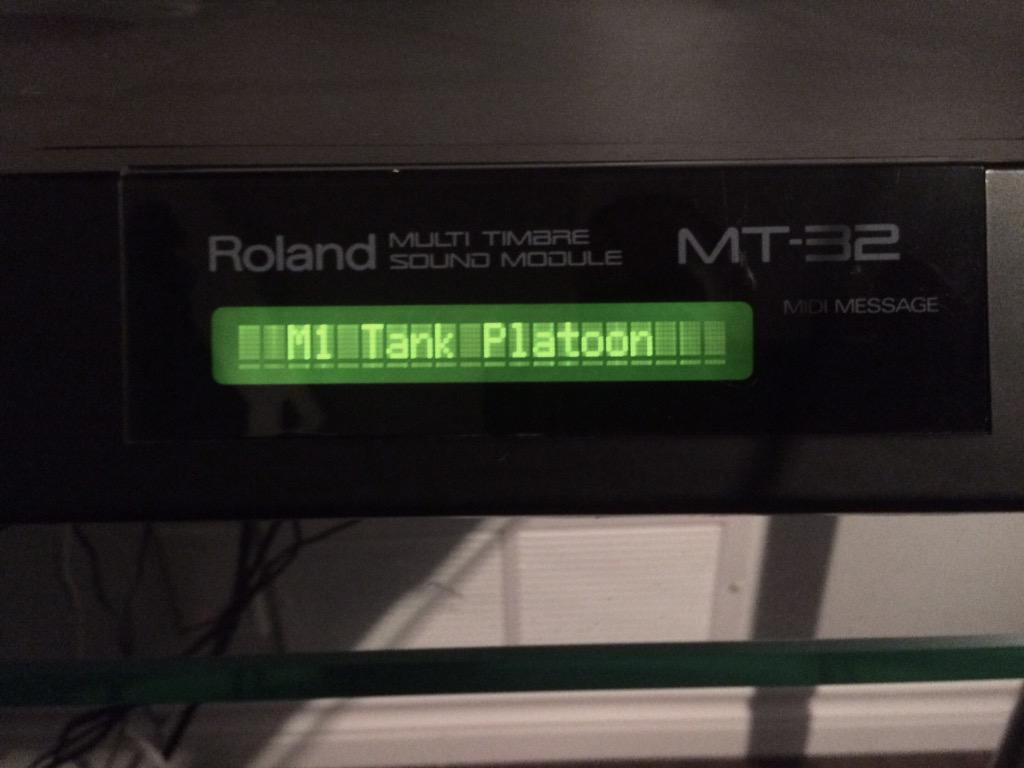 Roland MULTI TIMBRE SOUND MODULE MT-32
MIDI MESSAGE
M1 Tank Platoon